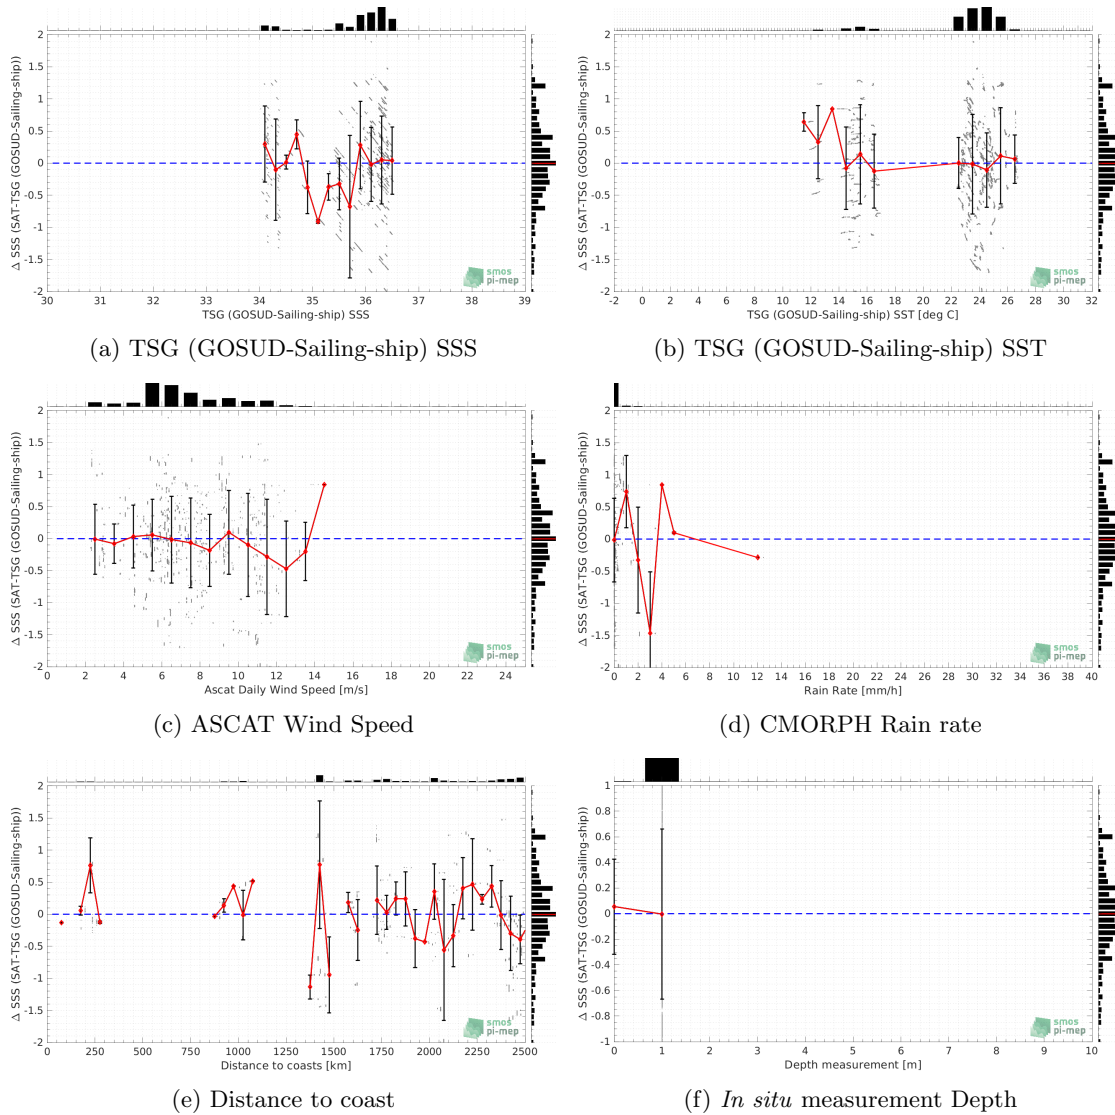 2
1.5
1
0.5
0
-0.5
-1
-1.5
-2
Δ SSS (SAT-TSG (GOSUD-Sailing-ship))
30 31 32 33 34 35 36 37 38 39
TSG (GOSUD-Sailing-ship) SSS
smos
pi-mep
(a) TSG (GOSUD-Sailing-ship) SSS
2
1.5
1
0.5
0
-0.5
-1
-1.5
-2
Δ SSS (SAT-TSG (GOSUD-Sailing-ship))
-2 0 2 4 6 8 10 12 14 16 18 20 22 24 26 28 30 32
TSG (GOSUD-Sailing-ship) SST [deg C]
smos
pi-mep
(b) TSG (GOSUD-Sailing-ship) SST
2
1.5
1
0.5
0
-0.5
-1
-1.5
-2
Δ SSS (SAT-TSG (GOSUD-Sailing-ship))
0 2 4 6 8 10 12 14 16 18 20 22 24
Ascat Daily Wind Speed [m/s]
smos
pi-mep
(c) ASCAT Wind Speed
2
1.5
1
0.5
0
-0.5
-1
-1.5
-2
Δ SSS (SAT-TSG (GOSUD-Sailing-ship))
0 2 4 6 8 10 12 14 16 18 20 22 24 26 28 30 32 34 36 38 40
Rain Rate [mm/h]
smos
pi-mep
(d) CMORPH Rain rate
2
1.5
1
0.5
0
-0.5
-1
-1.5
-2
Δ SSS (SAT-TSG (GOSUD-Sailing-ship))
0 250 500 750 1000 1250 1500 1750 2000 2250 2500
Distance to coasts [km]
smos
pi-mep
(e) Distance to coast
1
0.8
0.6
0.4
0.2
0
-0.2
-0.4
-0.6
-0.8
-1
Δ SSS (SAT-TSG (GOSUD-Sailing-ship))
0 1 2 3 4 5 6 7 8 9 10
Depth measurement [m]
smos
pi-mep
(f) In situ measurement Depth